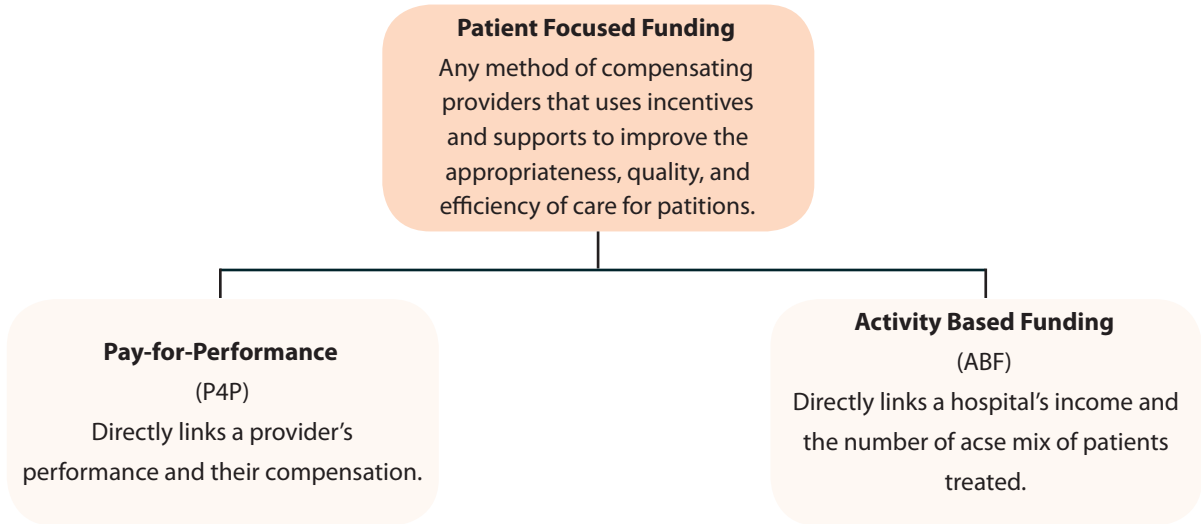 Patient Focused Funding
Any method of compensating
providers that uses incentives
and supports to improve the
appropriateness, quality, and
efficiency of care for patitions.
Pay-for-Performance
(P4P)
Directly links a provider’s
performance and their compensation.
Activity Based Funding
(ABF)
Directly links a hospital’s income and
the number of acse mix of patients
treated.